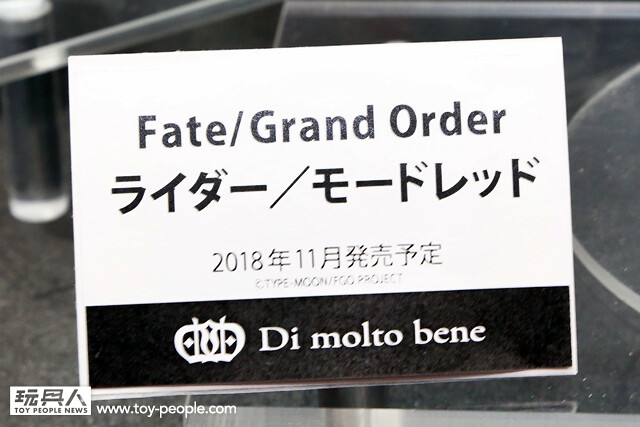 Fate/Grand Order
ライダー／モードレッド
2018年11月発売予定
©TYPE-MOON/FGO PROJECT
Di molto bene
玩具人
TOY PEOPLE NEWS
www.toy-people.com